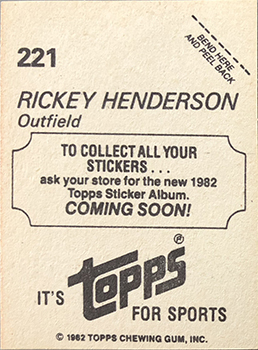 221
BEND HERE
AND PEEL BACK
RICKEY HENDERSON
Outfield
TO COLLECT ALL YOUR
STICKERS...
ask your store for the new 1982
Topps Sticker Album.
COMING SOON!
topps®
IT'S
FOR SPORTS
© 1982 TOPPS CHEWING GUM, INC.